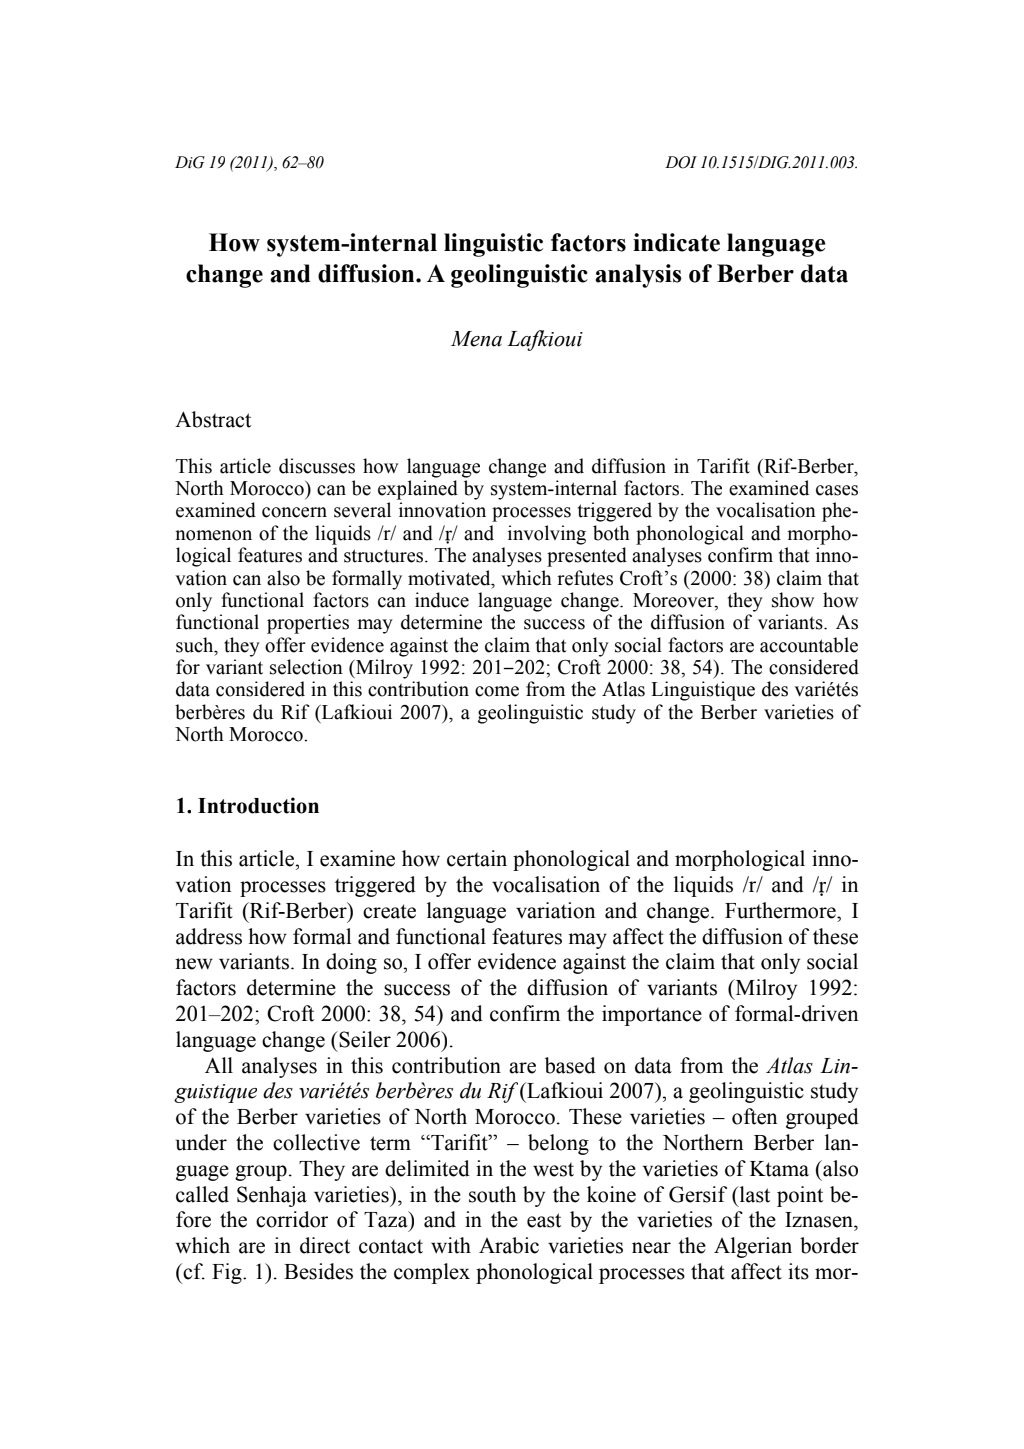 DiG 19 (2011), 62–80 DOI 10.1515/DIG.2011.003.
How system-internal linguistic factors indicate language
change and diffusion. A geolinguistic analysis of Berber data
Mena Lafkioui
Abstract
This article discusses how language change and diffusion in Tarifit (Rif-Berber,
North Morocco) can be explained by system-internal factors. The examined cases
examined concern several innovation processes triggered by the vocalisation phe-
nomenon of the liquids /r/ and /ṛ/ and  involving both phonological and morpho-
logical features and structures. The analyses presented analyses confirm that inno-
vation can also be formally motivated, which refutes Croft’s (2000: 38) claim that
only functional factors can induce language change. Moreover, they show how
functional properties may determine the success of the diffusion of variants. As
such, they offer evidence against the claim that only social factors are accountable
for variant selection (Milroy 1992: 201−202; Croft 2000: 38, 54). The considered
data considered in this contribution come from the Atlas Linguistique des variétés
berbères du Rif (Lafkioui 2007), a geolinguistic study of the Berber varieties of
North Morocco.
1. Introduction
In this article, I examine how certain phonological and morphological inno-
vation processes triggered by the vocalisation of the liquids /r/ and /ṛ/ in
Tarifit (Rif-Berber) create language variation and change. Furthermore, I
address how formal and functional features may affect the diffusion of these
new variants. In doing so, I offer evidence against the claim that only social
factors determine the success of the diffusion of variants (Milroy 1992:
201–202; Croft 2000: 38, 54) and confirm the importance of formal-driven
language change (Seiler 2006).
All analyses in this contribution are based on data from the Atlas Lin-
guistique des variétés berbères du Rif (Lafkioui 2007), a geolinguistic study
of the Berber varieties of North Morocco. These varieties – often grouped
under the collective term “Tarifit” – belong to the Northern Berber lan-
guage group. They are delimited in the west by the varieties of Ktama (also
called Senhaja varieties), in the south by the koine of Gersif (last point be-
fore the corridor of Taza) and in the east by the varieties of the Iznasen,
which are in direct contact with Arabic varieties near the Algerian border
(cf. Fig. 1). Besides the complex phonological processes that affect its mor-